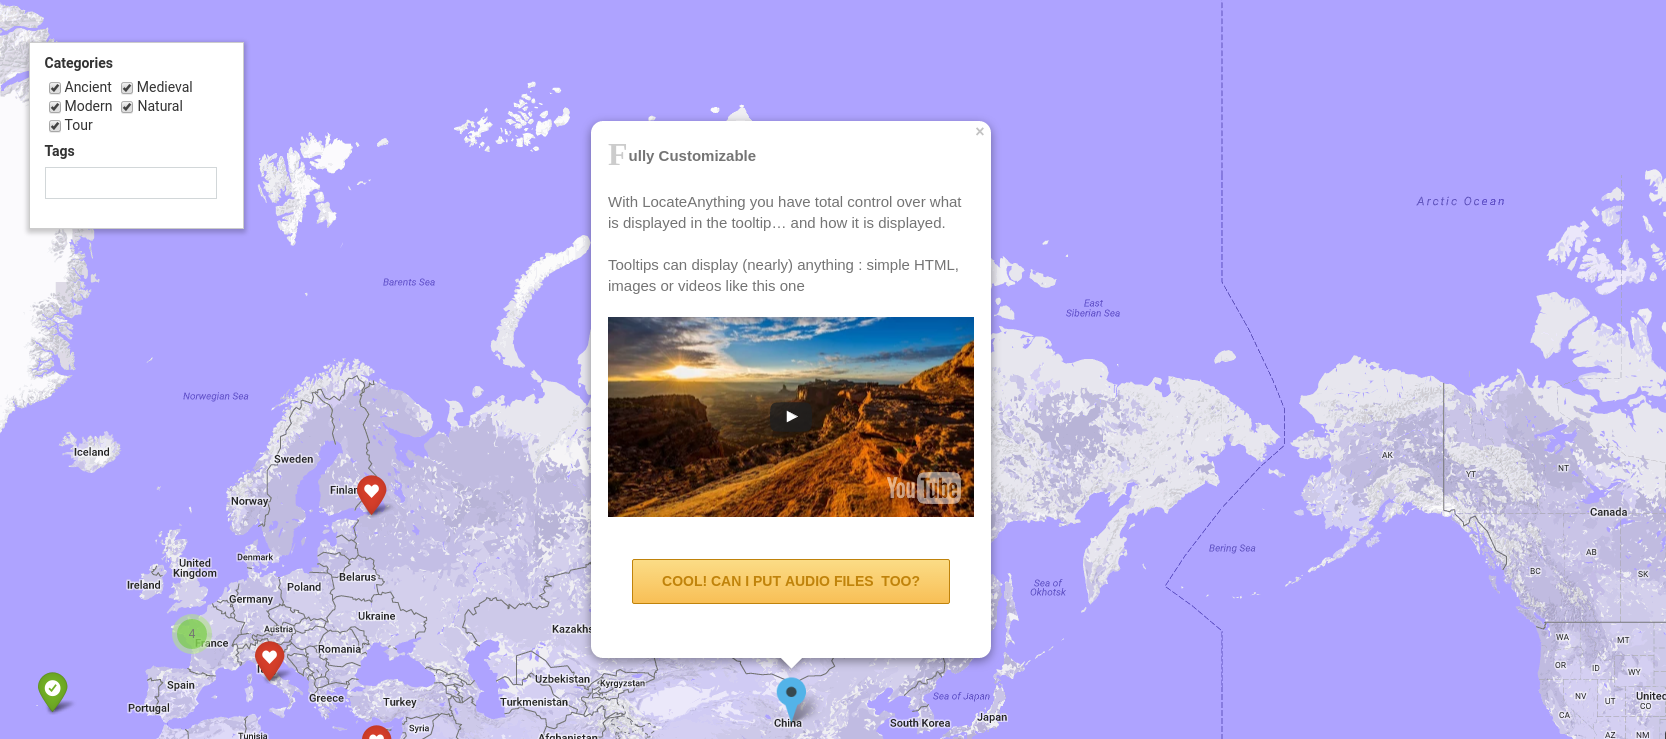 Categories
Ancient Medieval
Modern Natural
Tour
Tags
×
Fully Customizable
With LocateAnything you have total control over what
is displayed in the tooltip… and how it is displayed.
Tooltips can display (nearly) anything : simple HTML,
images or videos like this one
YouTube
COOL! CAN I PUT AUDIO FILES TOO?
Arctic Ocean
Barents Sea
East
Siberian Sea
Norwegian Sea
Iceland
Sweden
AK
YT
NT
Norway
Finlan
Canada
Bering Sea
Denmark
AB
United
Kingdom
BC
SK
Ireland
Poland
Belarus
Sea of
Okhotsk
Germany
Ukraine
Austria
Kazakhs
4
France
WA
MT
Romania
OR
ID
WY
Spain
Uzbekistan
Kyrgyzstan
Greece
Turkey
Turkmenistan
Sea of Japan
NV
UT
United
CO
Portugal
CA
Syria
China
South Korea
Japan
Tunisia
Afghanistan
AZ
NM